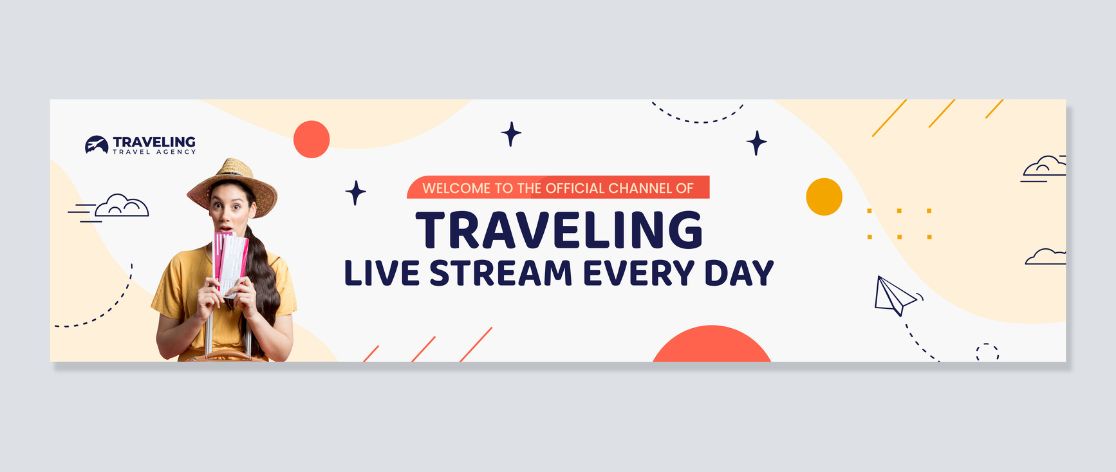 TRAVELING
TRAVEL AGENCY
WELCOME TO THE OFFICIAL CHANNEL OF
TRAVELING
LIVE STREAM EVERY DAY